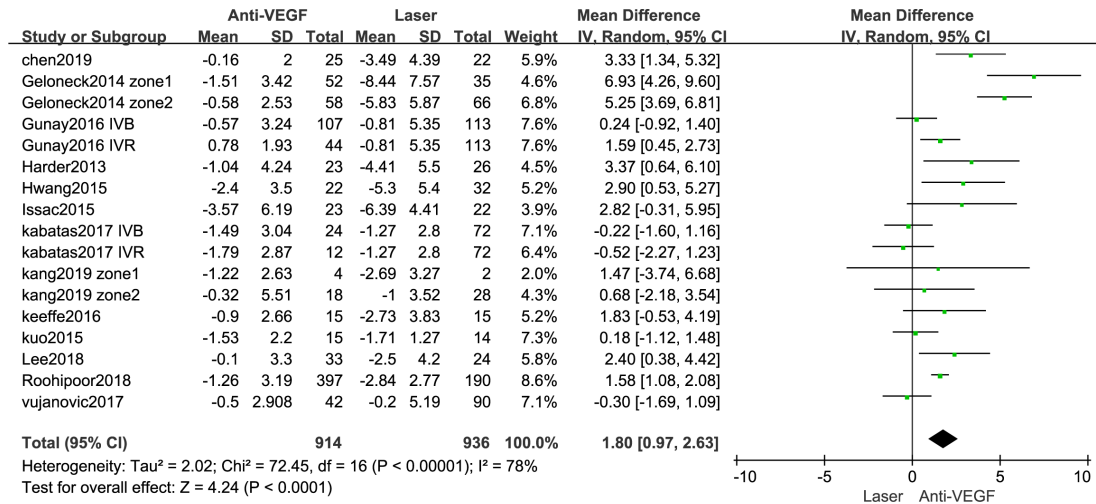 Anti-VEGF Laser Mean Difference Mean Difference
Study or Subgroup Mean SD Total Mean SD Total Weight IV, Random, 95% CI IV, Random, 95% CI
chen2019 -0.16 2 25 -3.49 4.39 22 5.9% 3.33 [1.34, 5.32]
Geloneck2014 zone1 -1.51 3.42 52 -8.44 7.57 35 4.6% 6.93 [4.26, 9.60]
Geloneck2014 zone2 -0.58 2.53 58 -5.83 5.87 66 6.8% 5.25 [3.69, 6.81]
Gunay2016 IVB -0.57 3.24 107 -0.81 5.35 113 7.6% 0.24 [-0.92, 1.40]
Gunay2016 IVR 0.78 1.93 44 -0.81 5.35 113 7.6% 1.59 [0.45, 2.73]
Harder2013 -1.04 4.24 23 -4.41 5.5 26 4.6% 3.37 [0.64, 6.10]
Hwang2015 -2.4 3.5 22 -5.3 5.4 32 5.2% 2.90 [0.53, 5.27]
Issac2015 -3.57 6.19 23 -6.39 4.41 22 3.9% 2.82 [-0.31, 5.95]
kabatas2017 IVB -1.49 3.04 24 -1.27 2.8 72 7.1% -0.22 [-1.60, 1.16]
kabatas2017 IVR -1.79 2.87 12 -1.27 2.8 72 6.3% -0.52 [-2.27, 1.23]
kang2019 zone1 -1.22 2.63 4 -2.69 3.27 2 2.0% 1.47 [-3.74, 6.68]
kang2019 zone2 -0.32 5.51 18 -1 3.52 28 4.3% 0.68 [-2.18, 3.54]
keeffe2016 -0.9 2.66 15 -2.73 3.83 15 5.2% 1.83 [-0.53, 4.19]
kuo2015 -1.53 2.2 15 -1.71 1.27 14 7.3% 0.18 [-1.12, 1.48]
Lee2018 -0.1 3.3 33 -2.5 4.2 24 5.8% 2.40 [0.38, 4.42]
Roohipoor2018 -1.26 3.19 397 -2.84 2.77 190 8.6% 1.58 [1.08, 2.08]
vujanovic2017 -0.5 2.908 42 -0.2 5.19 90 7.1% -0.30 [-1.69, 1.09]
Total (95% CI) 914 936 100.0% 1.80 [0.97, 2.63]
Heterogeneity: Tau² = 2.02; Chi² = 72.45, df = 16 (P < 0.00001); I² = 78%
Test for overall effect: Z = 4.24 (P < 0.0001)
-10 -5 0 5 10
Laser Anti-VEGF